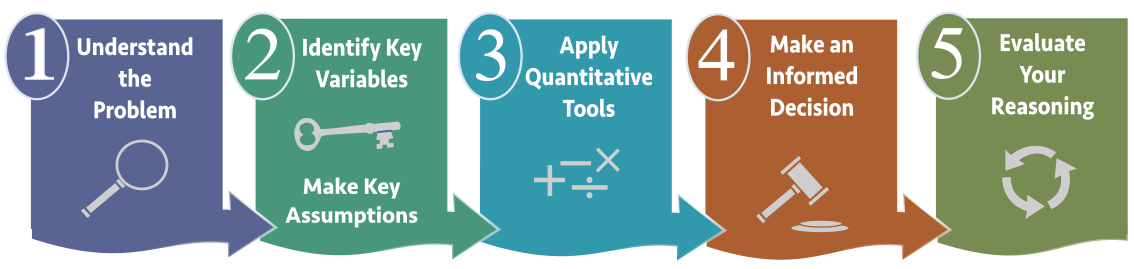 1
Understand
the
Problem
2
Identify Key
Variables
Make Key
Assumptions
3
Apply
Quantitative
Tools
4
Make an
Informed
Decision
5
Evaluate
Your
Reasoning